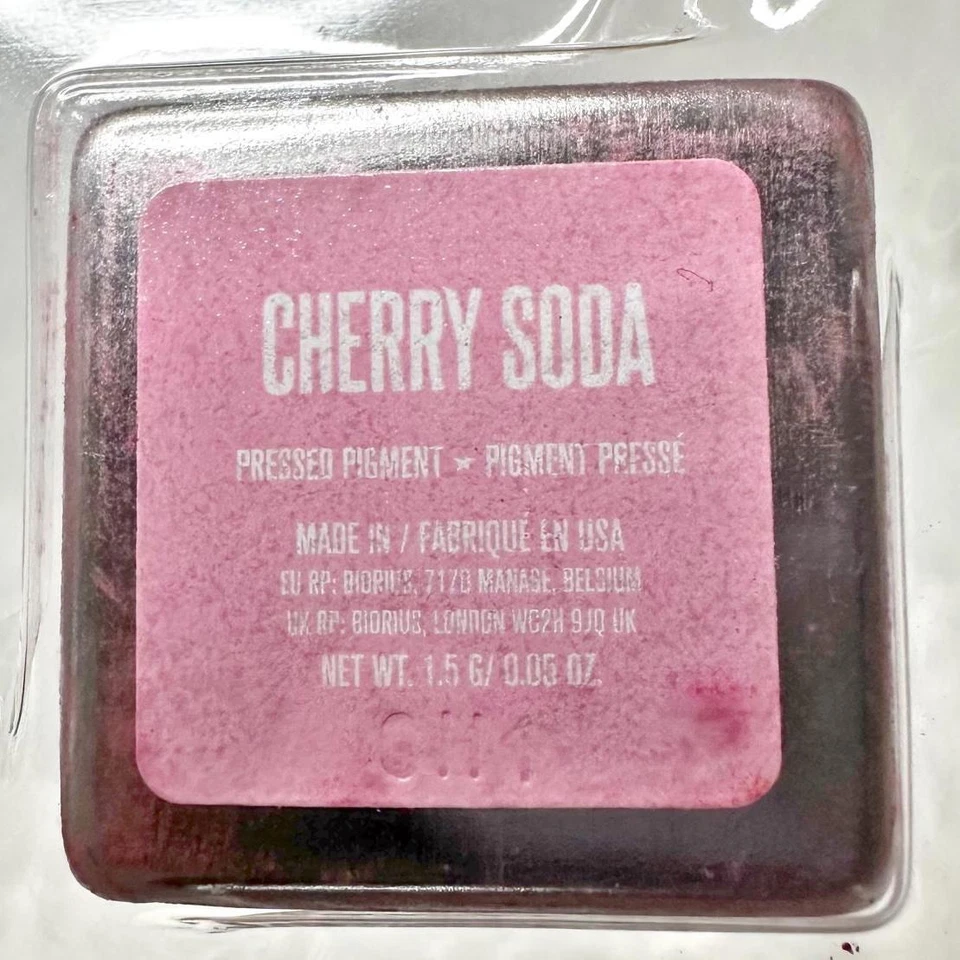 CHERRY SODA
PRESSED PIGMENT ★ PIGMENT PRESSÉ
MADE IN / FABRIQUÉ EN USA
EU RP: BIORIUS, 7170 MANAGE, BELGIUM
UK RP: BIORIUS, LONDON WC2H 9JQ UK
NET WT. 1.5 G/ 0.05 OZ.